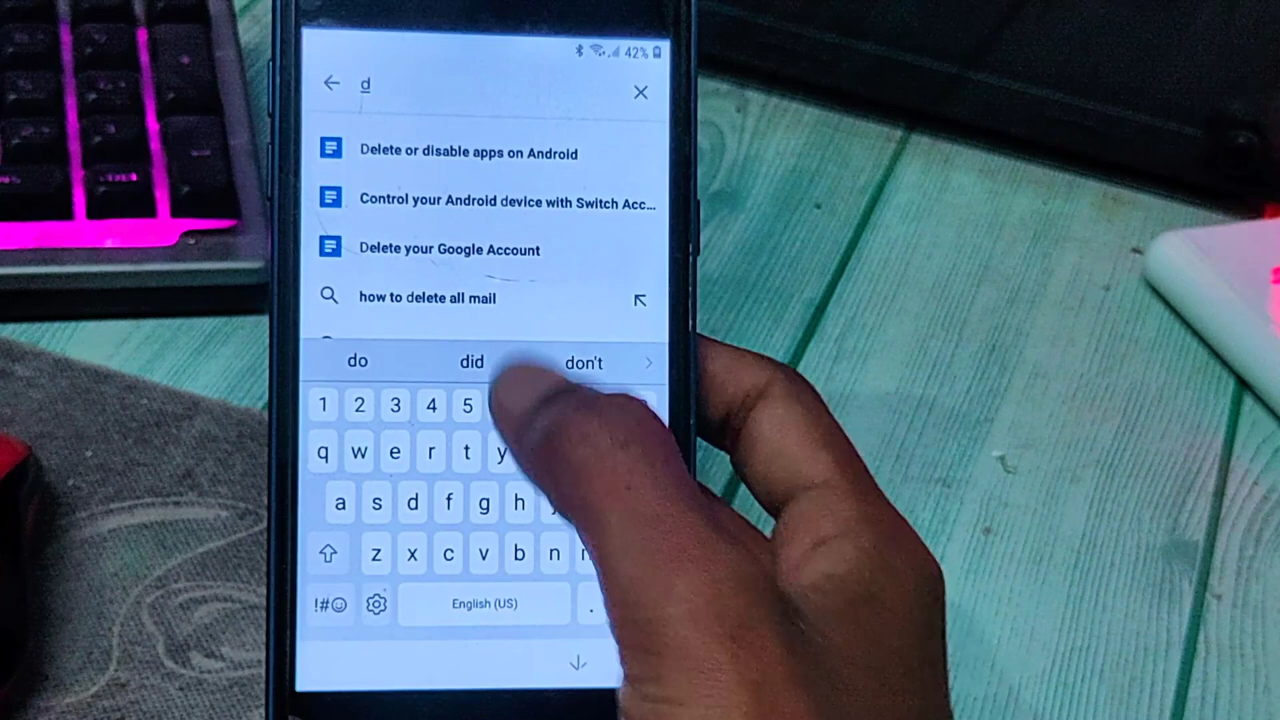 42%
d
Delete or disable apps on Android
Control your Android device with Switch Acc...
Delete your Google Account
how to delete all mail
do did don't
1 2 3 4 5
q w e r t y
a s d f g h
z x c v b n
!#☺ English (US) .